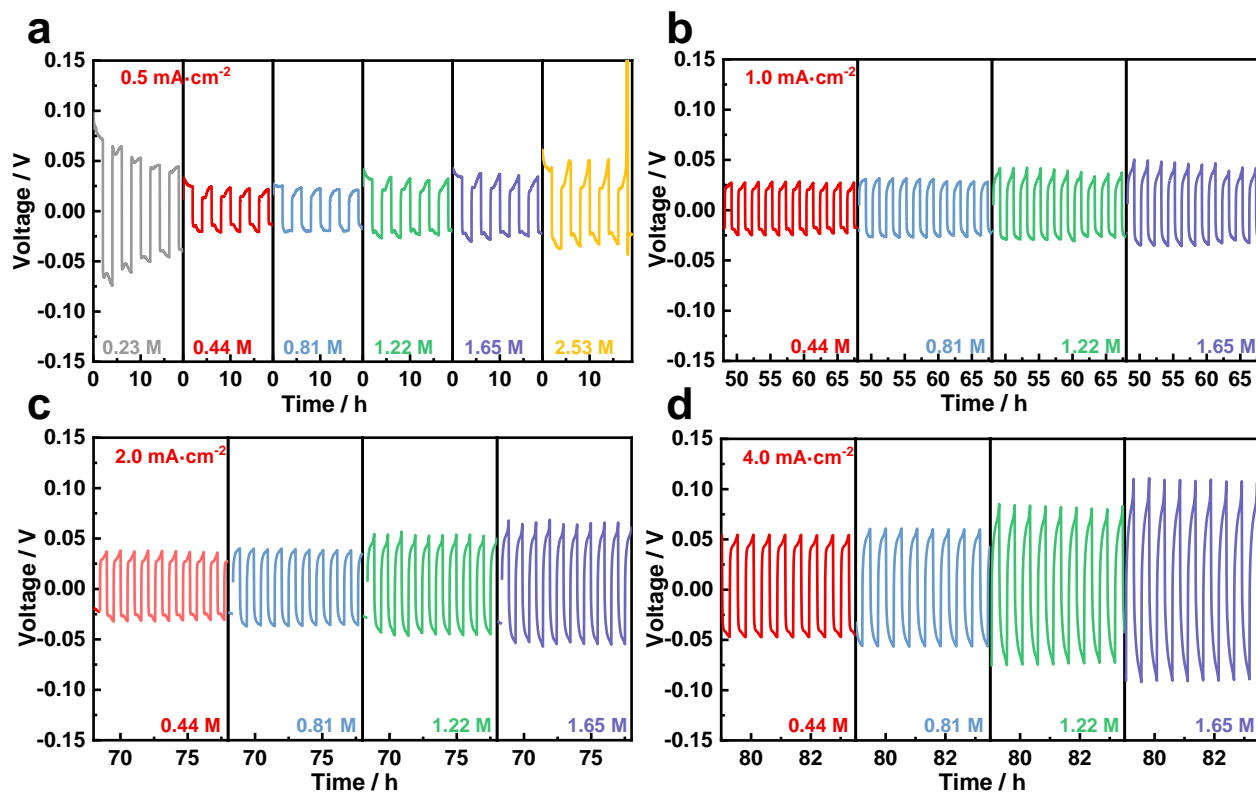 a
0.5 mA·cm⁻²
Voltage / V
0.15
0.10
0.05
0.00
-0.05
-0.10
-0.15
0.23 M
0.44 M
0.81 M
1.22 M
1.65 M
2.53 M
0 10 0 10 0 10 0 10 0 10 0 10
Time / h
b
1.0 mA·cm⁻²
Voltage / V
0.15
0.10
0.05
0.00
-0.05
-0.10
-0.15
0.44 M
0.81 M
1.22 M
1.65 M
50 55 60 65 50 55 60 65 50 55 60 65 50 55 60 65
Time / h
c
2.0 mA·cm⁻²
Voltage / V
0.15
0.10
0.05
0.00
-0.05
-0.10
-0.15
0.44 M
0.81 M
1.22 M
1.65 M
70 75 70 75 70 75 70 75
Time / h
d
4.0 mA·cm⁻²
Voltage / V
0.15
0.10
0.05
0.00
-0.05
-0.10
-0.15
0.44 M
0.81 M
1.22 M
1.65 M
80 82 80 82 80 82 80 82
Time / h